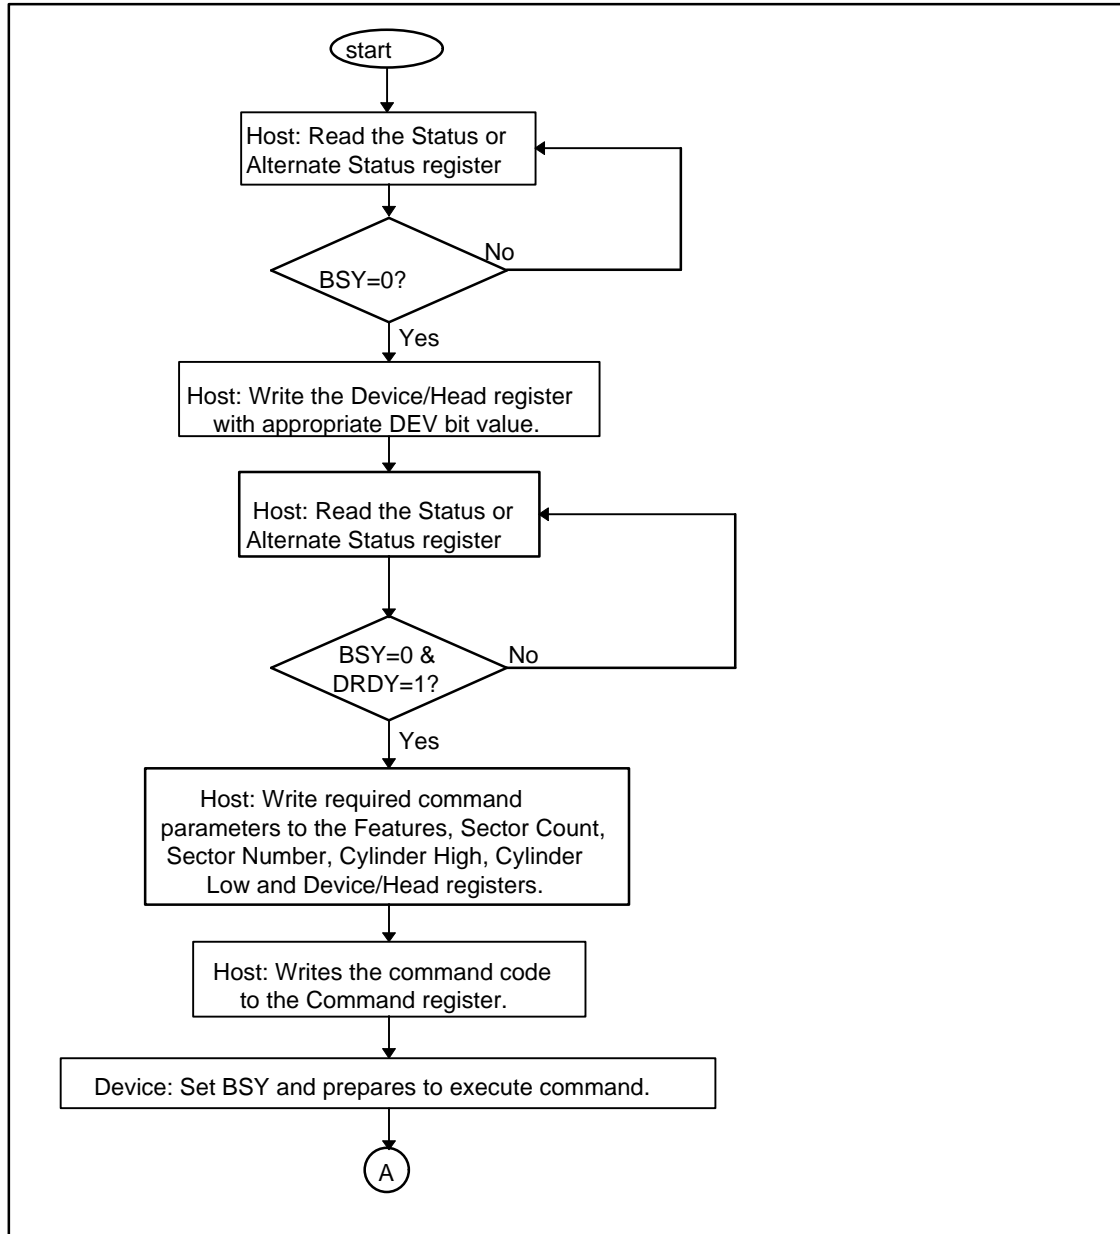 start
Host: Read the Status or
Alternate Status register
No
BSY=0?
Yes
Host: Write the Device/Head register
with appropriate DEV bit value.
Host: Read the Status or
Alternate Status register
BSY=0 &
DRDY=1?
No
Yes
Host: Write required command
parameters to the Features, Sector Count,
Sector Number, Cylinder High, Cylinder
Low and Device/Head registers.
Host: Writes the command code
to the Command register.
Device: Set BSY and prepares to execute command.
A